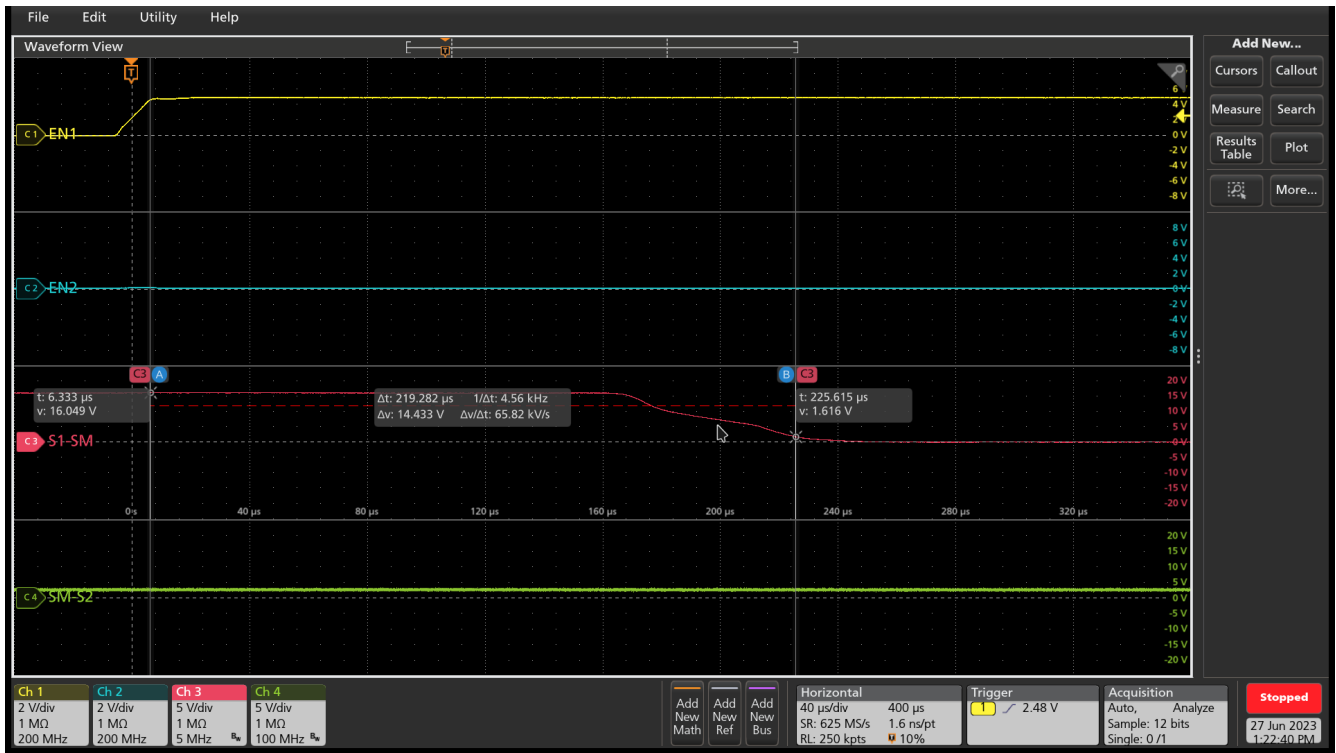 File Edit Utility Help
Waveform View
Add New...
Cursors Callout
Measure Search
Results Table Plot
More...
T
T
C 1 EN1
6
4 V
2
0 V
-2 V
-4 V
-6 V
-8 V
C 2 EN2
8 V
6 V
4 V
2 V
0 V
-2 V
-4 V
-6 V
-8 V
C3 A
B C3
t: 6.333 µs
v: 16.049 V
Δt: 219.282 µs 1/Δt: 4.56 kHz
Δv: 14.433 V Δv/Δt: 65.82 kV/s
t: 225.615 µs
v: 1.616 V
C 3 S1-SM
20 V
15 V
10 V
5 V
0 V
-5 V
-10 V
-15 V
-20 V
0s 40 µs 80 µs 120 µs 160 µs 200 µs 240 µs 280 µs 320 µs
C 4 SM-S2
20 V
15 V
10 V
5 V
0 V
-5 V
-10 V
-15 V
-20 V
Ch 1
2 V/div
1 MΩ
200 MHz
Ch 2
2 V/div
1 MΩ
200 MHz
Ch 3
5 V/div
1 MΩ
5 MHz Bw
Ch 4
5 V/div
1 MΩ
100 MHz Bw
Add
New
Math
Add
New
Ref
Add
New
Bus
Horizontal
40 µs/div 400 µs
SR: 625 MS/s 1.6 ns/pt
RL: 250 kpts 10%
Trigger
1 2.48 V
Acquisition
Auto, Analyze
Sample: 12 bits
Single: 0 /1
Stopped
27 Jun 2023
1:22:40 PM